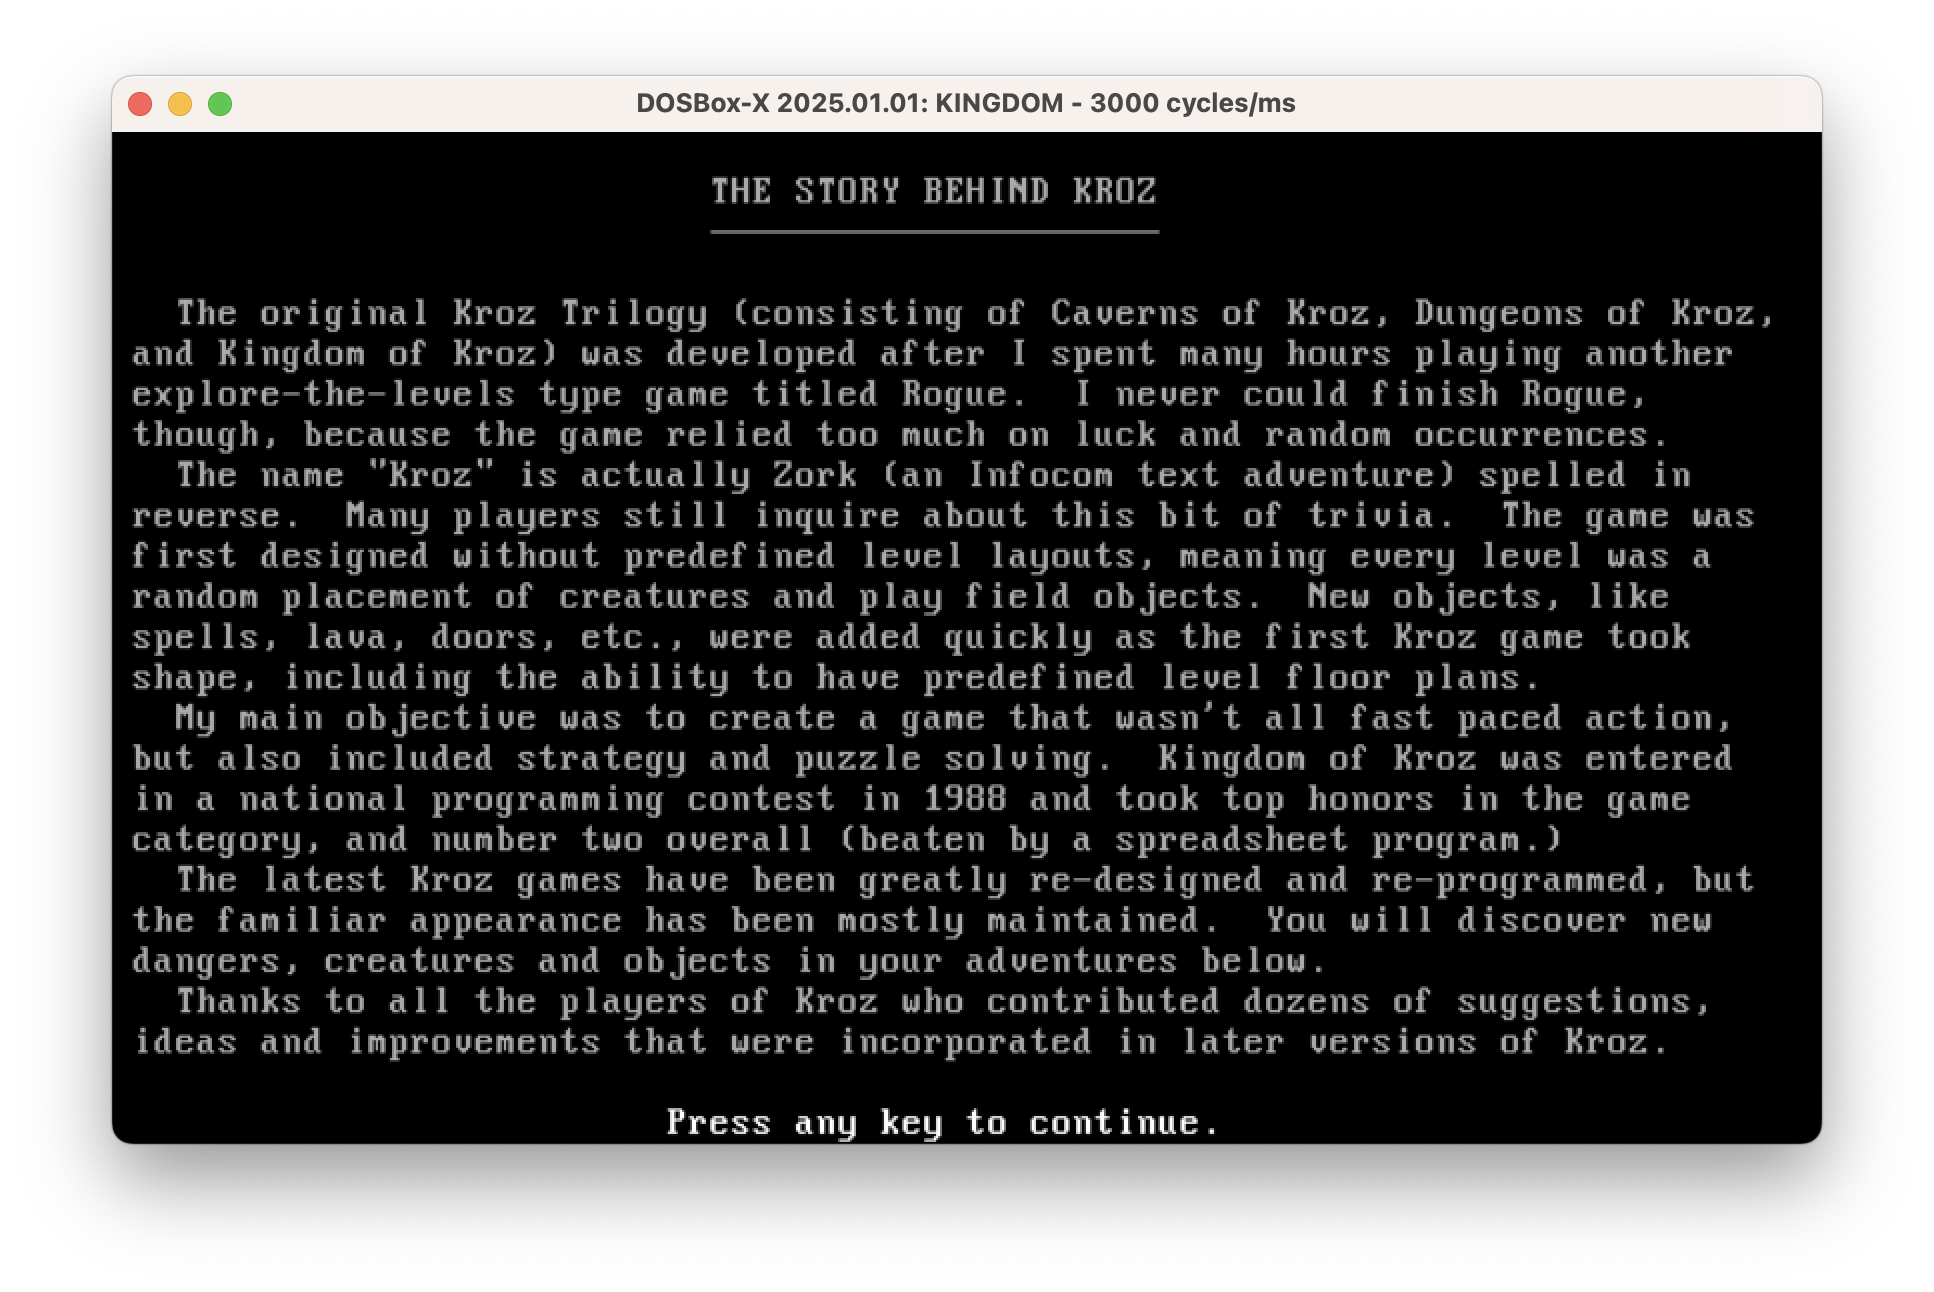 DOSBox-X 2025.01.01: KINGDOM - 3000 cycles/ms
THE STORY BEHIND KROZ
The original Kroz Trilogy (consisting of Caverns of Kroz, Dungeons of Kroz,
and Kingdom of Kroz) was developed after I spent many hours playing another
explore-the-levels type game titled Rogue.  I never could finish Rogue,
though, because the game relied too much on luck and random occurrences.
The name "Kroz" is actually Zork (an Infocom text adventure) spelled in
reverse.  Many players still inquire about this bit of trivia.  The game was
first designed without predefined level layouts, meaning every level was a
random placement of creatures and play field objects.  New objects, like
spells, lava, doors, etc., were added quickly as the first Kroz game took
shape, including the ability to have predefined level floor plans.
My main objective was to create a game that wasn't all fast paced action,
but also included strategy and puzzle solving.  Kingdom of Kroz was entered
in a national programming contest in 1988 and took top honors in the game
category, and number two overall (beaten by a spreadsheet program.)
The latest Kroz games have been greatly re-designed and re-programmed, but
the familiar appearance has been mostly maintained.  You will discover new
dangers, creatures and objects in your adventures below.
Thanks to all the players of Kroz who contributed dozens of suggestions,
ideas and improvements that were incorporated in later versions of Kroz.
Press any key to continue.